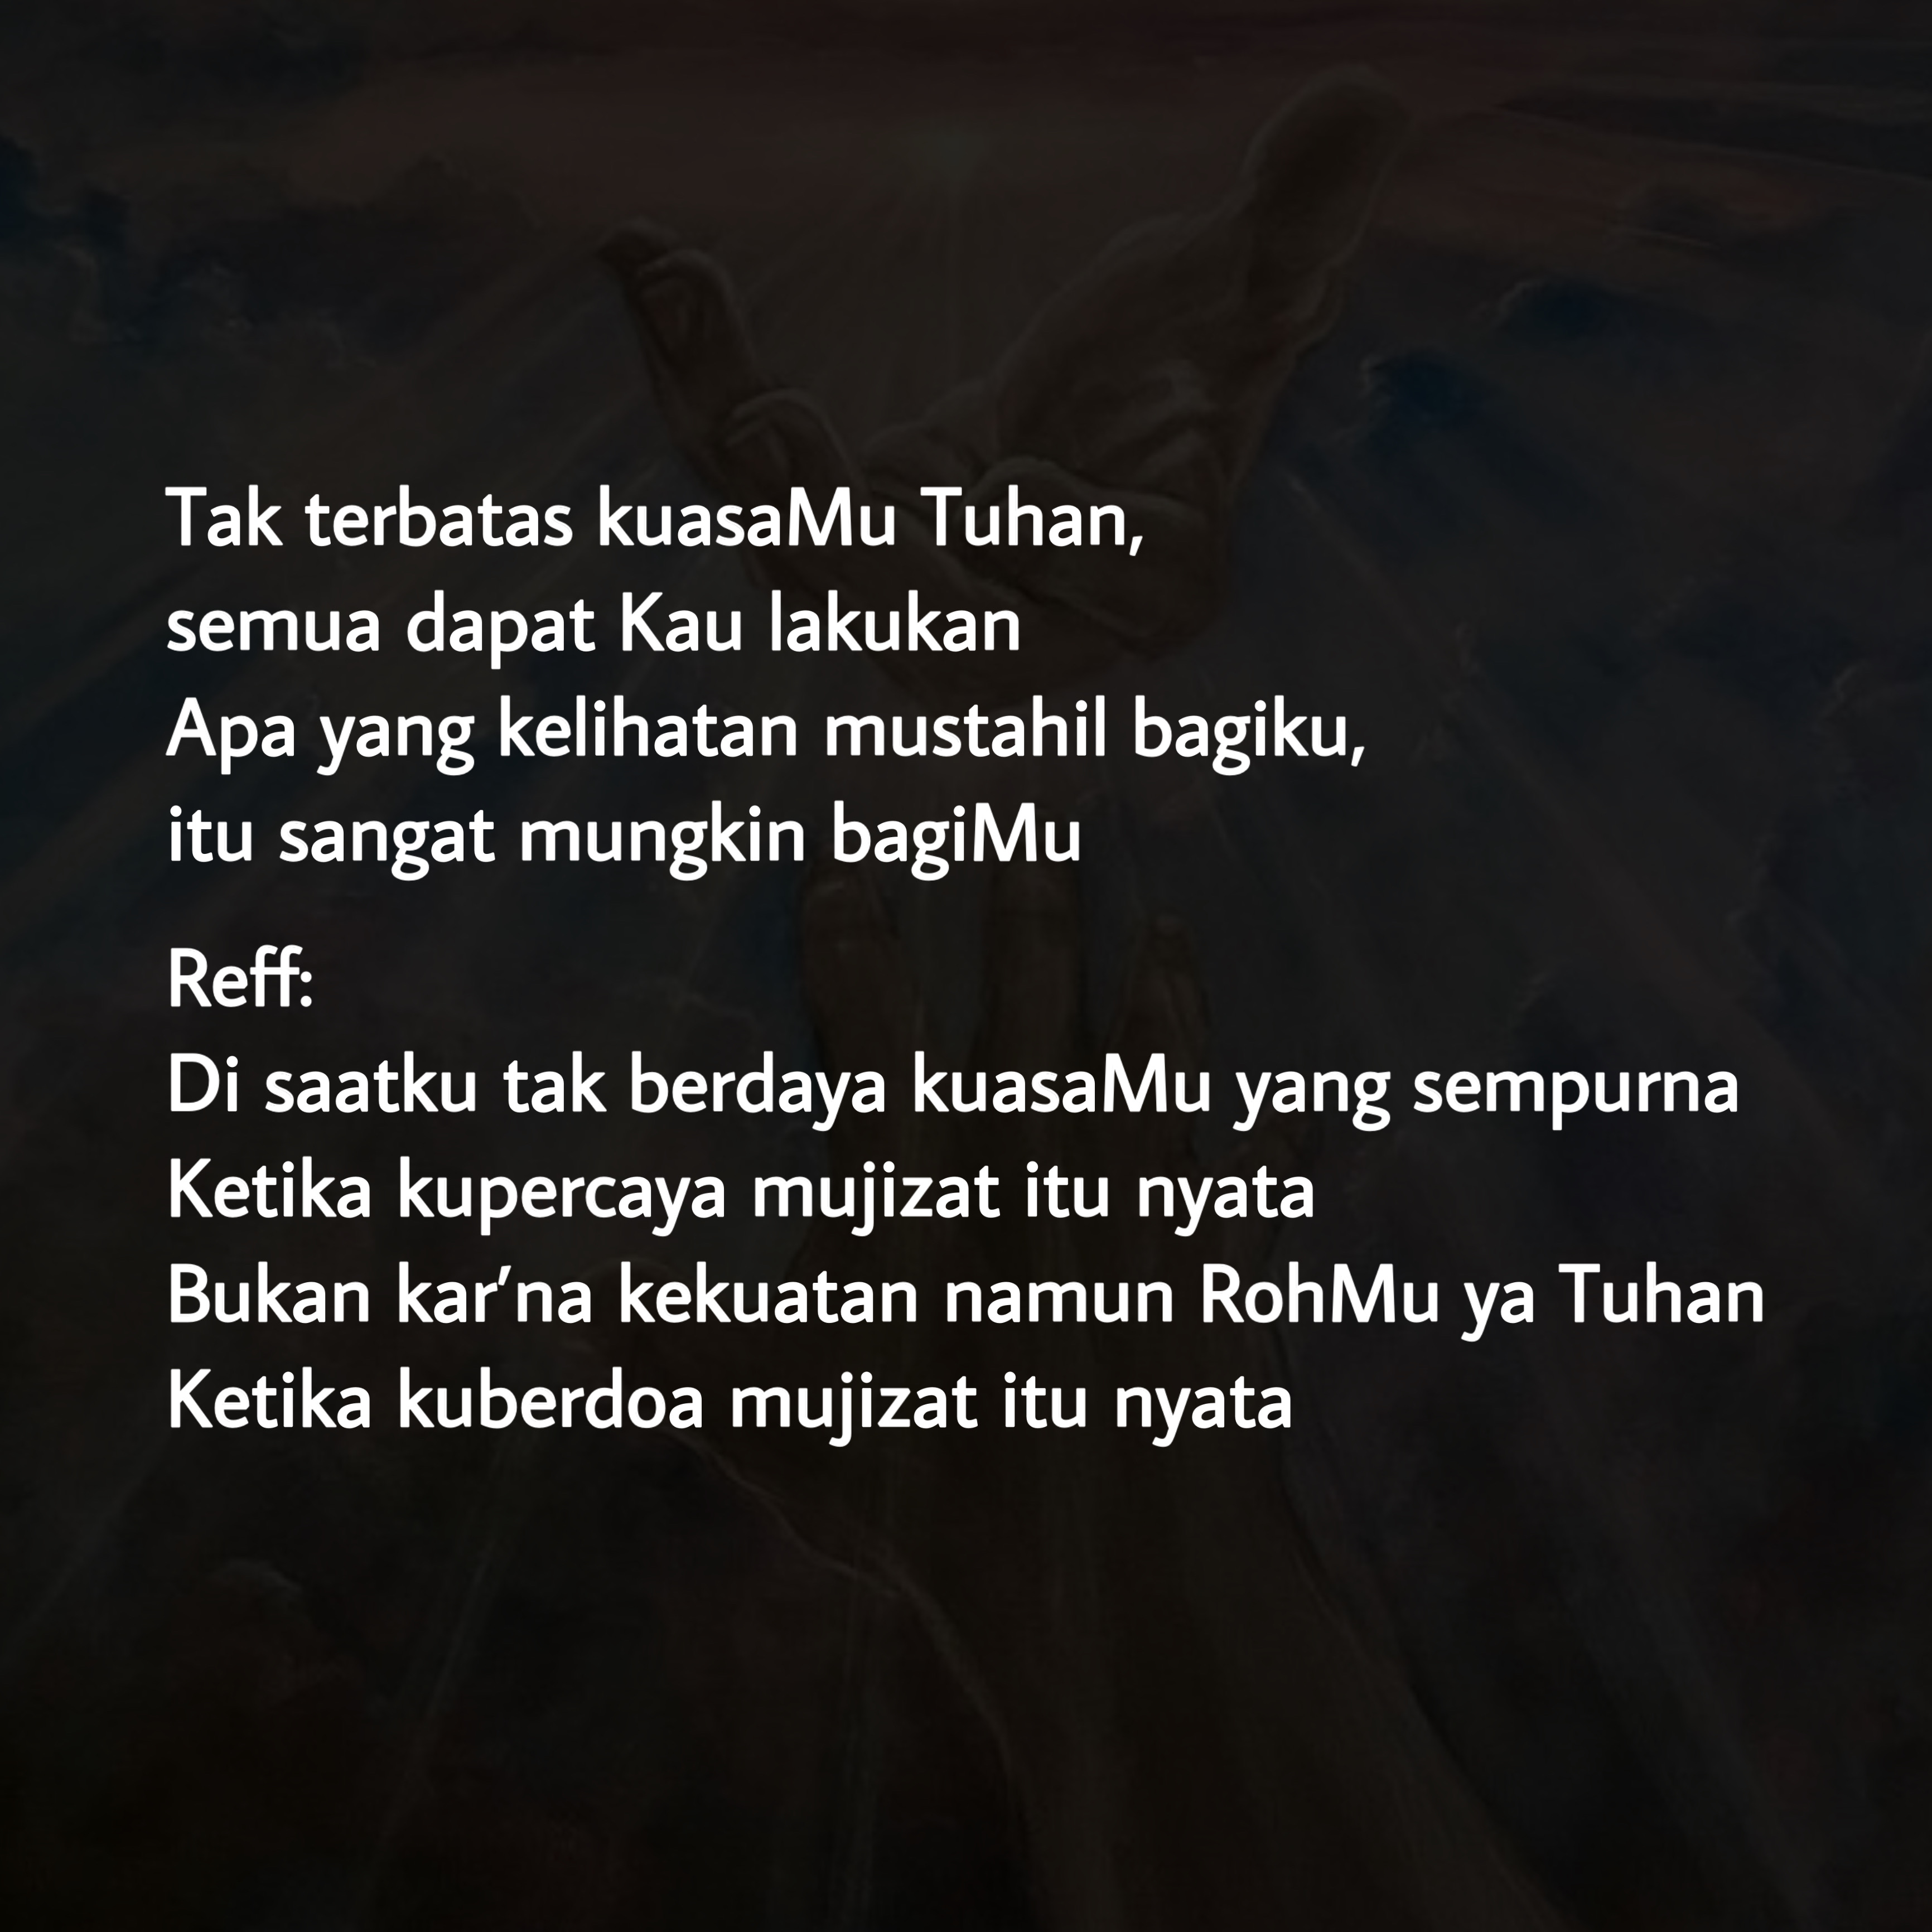 Tak terbatas kuasaMu Tuhan,
semua dapat Kau lakukan
Apa yang kelihatan mustahil bagiku,
itu sangat mungkin bagiMu
Reff:
Di saatku tak berdaya kuasaMu yang sempurna
Ketika kupercaya mujizat itu nyata
Bukan kar’na kekuatan namun RohMu ya Tuhan
Ketika kuberdoa mujizat itu nyata